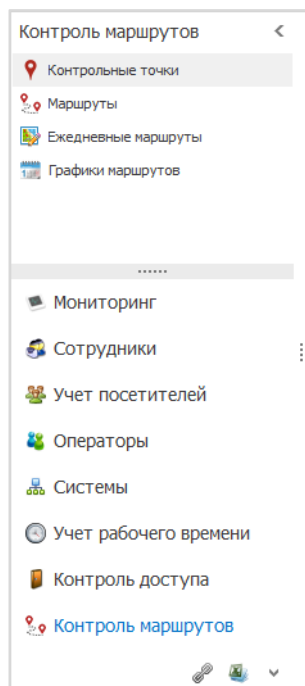 Контроль маршрутов
Контрольные точки
Маршруты
Ежедневные маршруты
Графики маршрутов
Мониторинг
Сотрудники
Учет посетителей
Операторы
Системы
Учет рабочего времени
Контроль доступа
Контроль маршрутов